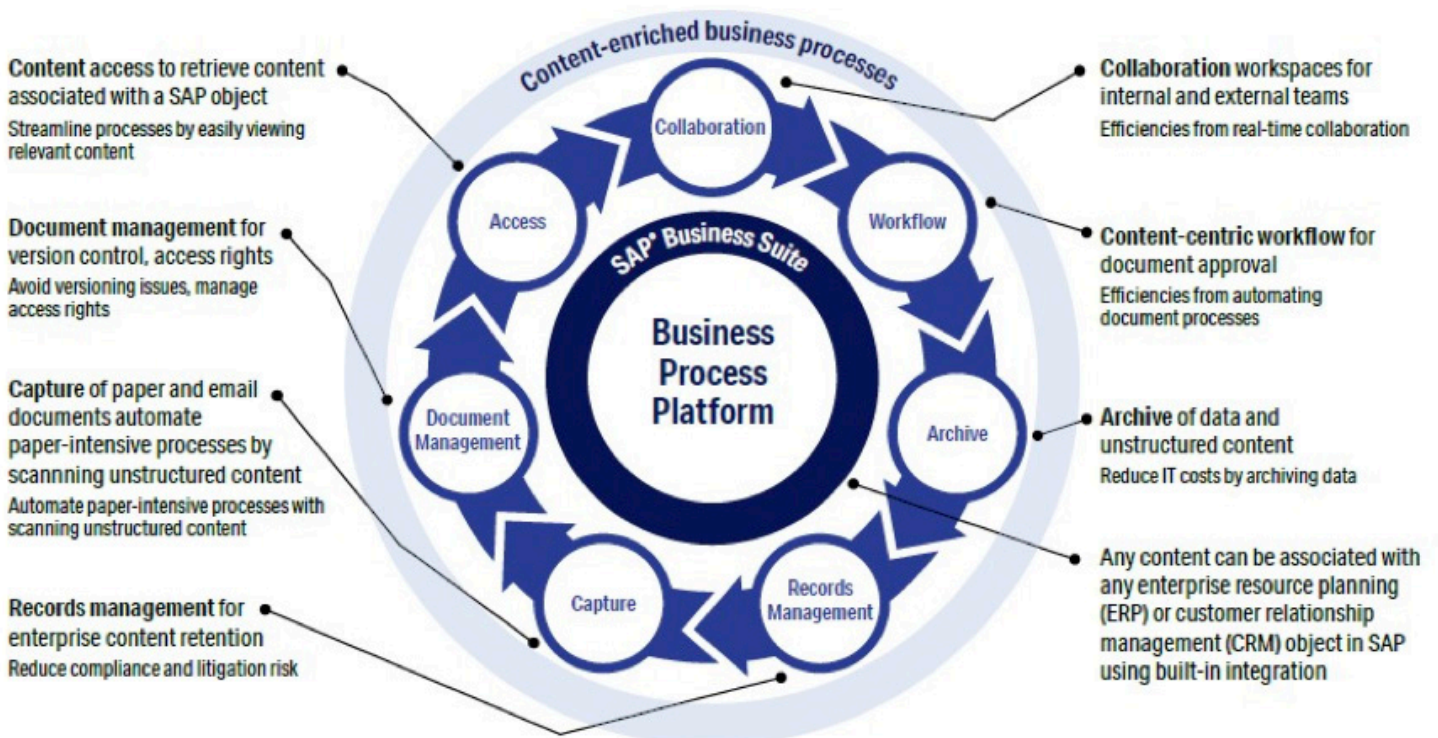 Content-enriched business processes
Content access to retrieve content
associated with a SAP object
Streamline processes by easily viewing
relevant content
Document management for
version control, access rights
Avoid versioning issues, manage
access rights
Capture of paper and email
documents automate
paper-intensive processes by
scannning unstructured content
Automate paper-intensive processes with
scanning unstructured content
Records management for
enterprise content retention
Reduce compliance and litigation risk
Collaboration
Workflow
Archive
Records
Management
Capture
Document
Management
Access
SAP® Business Suite
Business
Process
Platform
Collaboration workspaces for
internal and external teams
Efficiencies from real-time collaboration
Content-centric workflow for
document approval
Efficiencies from automating
document processes
Archive of data and
unstructured content
Reduce IT costs by archiving data
Any content can be associated with
any enterprise resource planning
(ERP) or customer relationship
management (CRM) object in SAP
using built-in integration